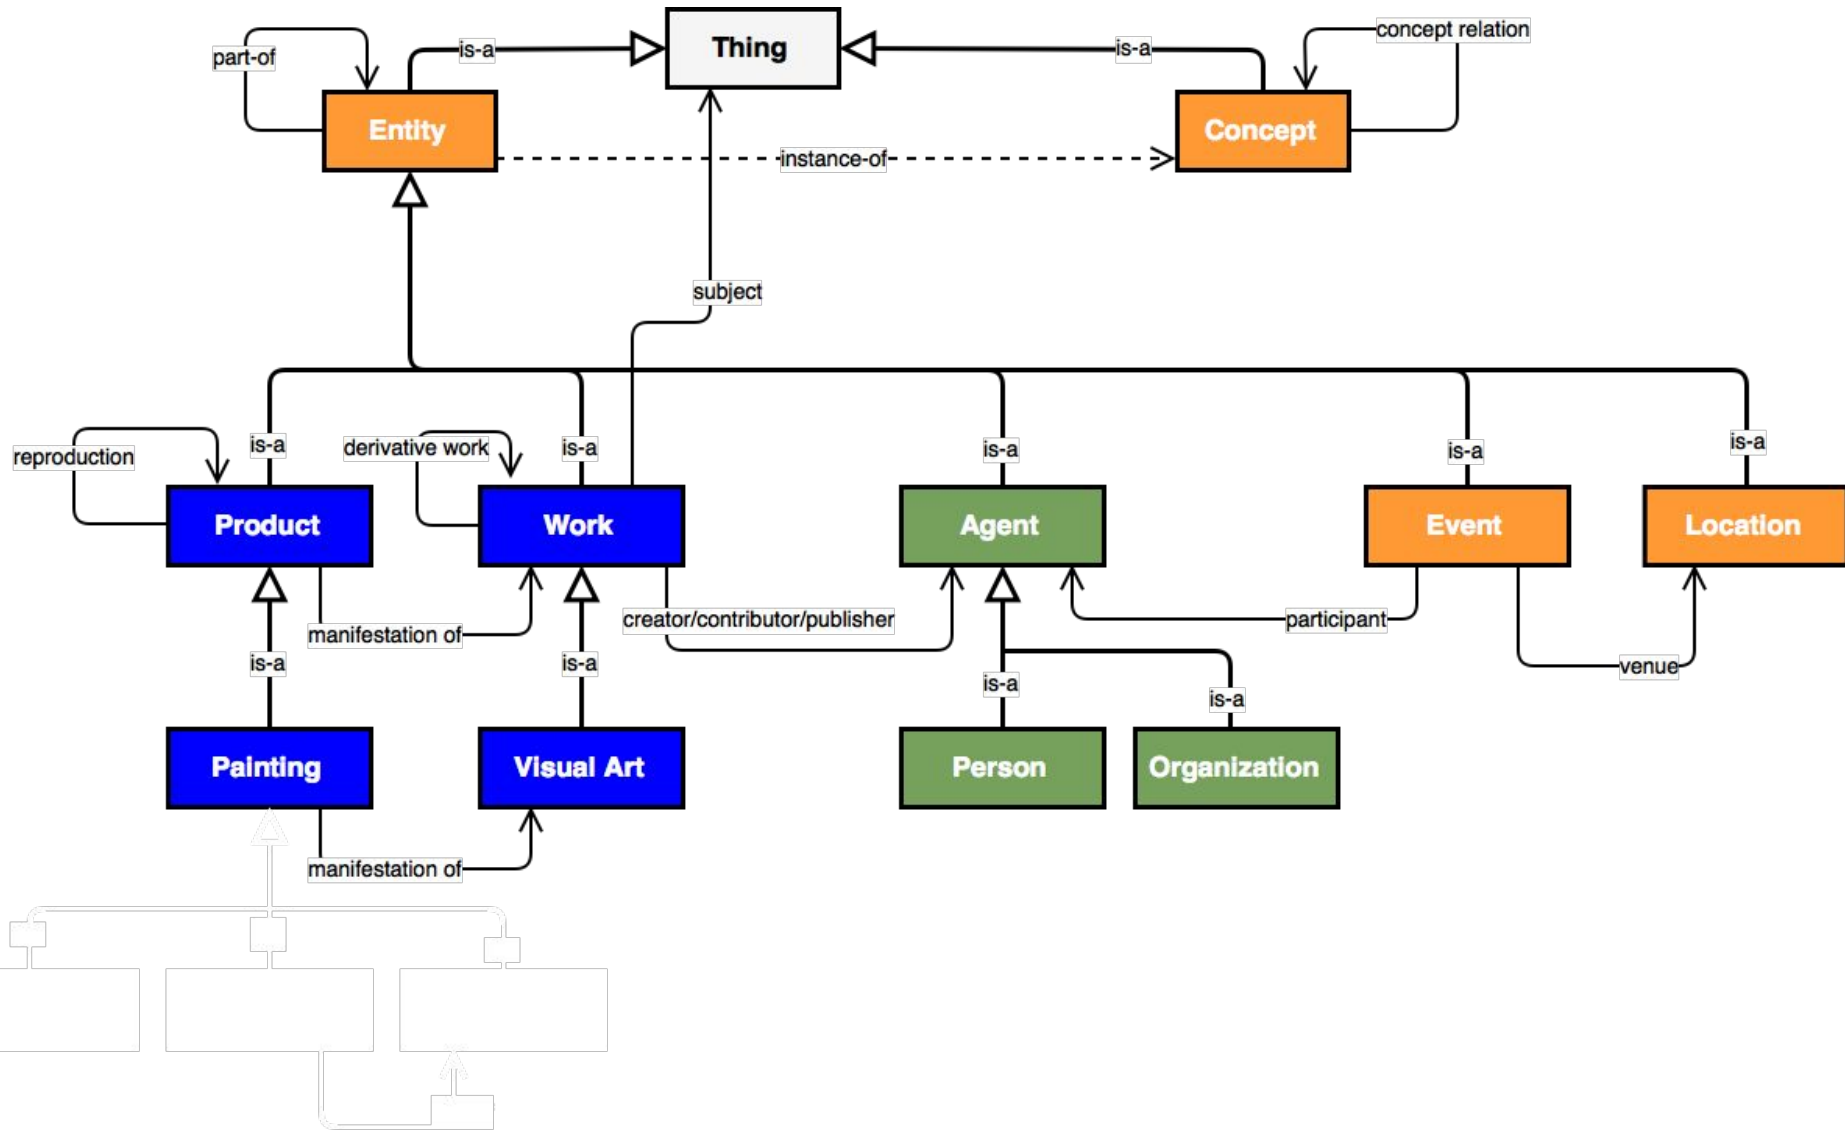 concept relation
Thing
is-a
is-a
part-of
Entity
Concept
instance-of
subject
is-a
derivative work
is-a
is-a
is-a
is-a
reproduction
Product
Work
Agent
Event
Location
creator/contributor/publisher
participant
manifestation of
is-a
is-a
venue
is-a
is-a
Painting
Visual Art
Person
Organization
manifestation of